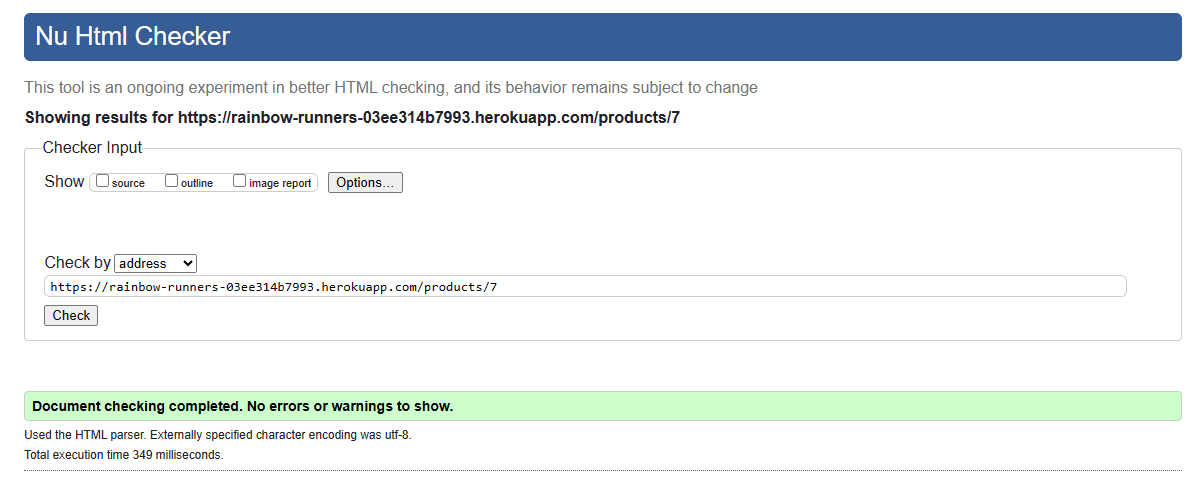 Nu Html Checker
This tool is an ongoing experiment in better HTML checking, and its behavior remains subject to change
Showing results for https://rainbow-runners-03ee314b7993.herokuapp.com/products/7
Checker Input
Show source outline image report Options...
Check by address
https://rainbow-runners-03ee314b7993.herokuapp.com/products/7
Check
Document checking completed. No errors or warnings to show.
Used the HTML parser. Externally specified character encoding was utf-8.
Total execution time 349 milliseconds.